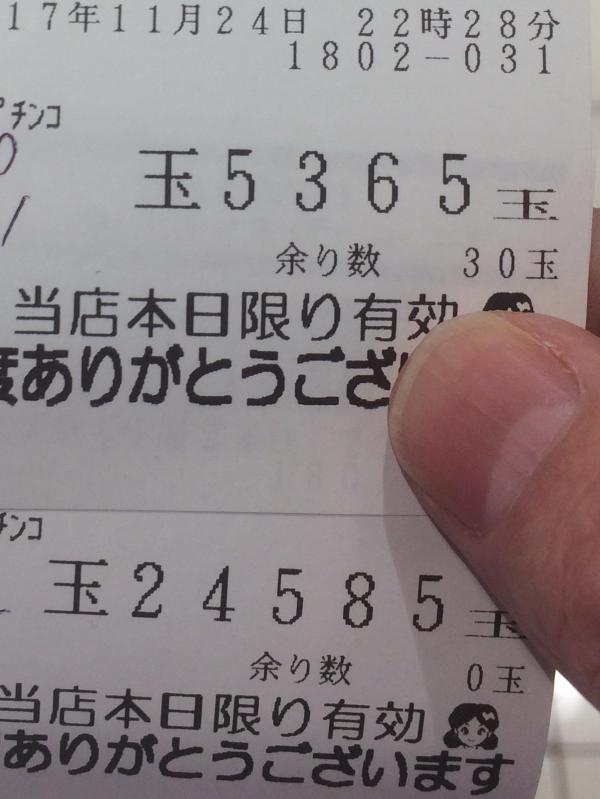 17年11月24日 22時28分
1802-031
チンコ
玉5365玉
余り数 30玉
当店本日限り有効
度ありがとうござ
チンコ
玉24585玉
余り数 0玉
当店本日限り有効
ありがとうございます